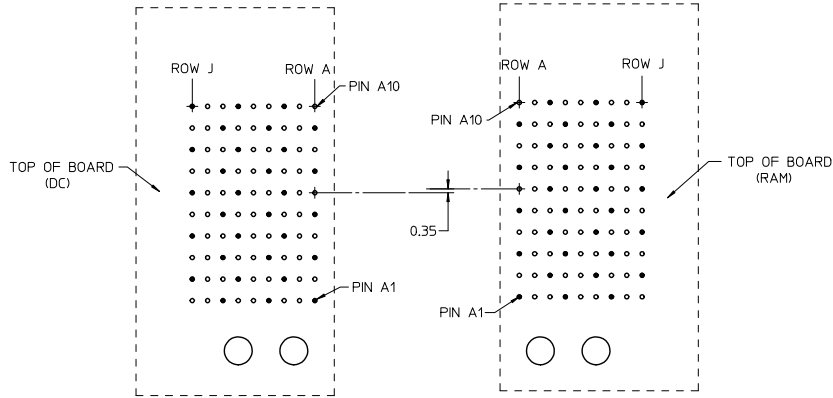 ROW J
ROW A
PIN A10
TOP OF BOARD
(DC)
PIN A1
0.35
ROW A
ROW J
PIN A10
TOP OF BOARD
(RAM)
PIN A1